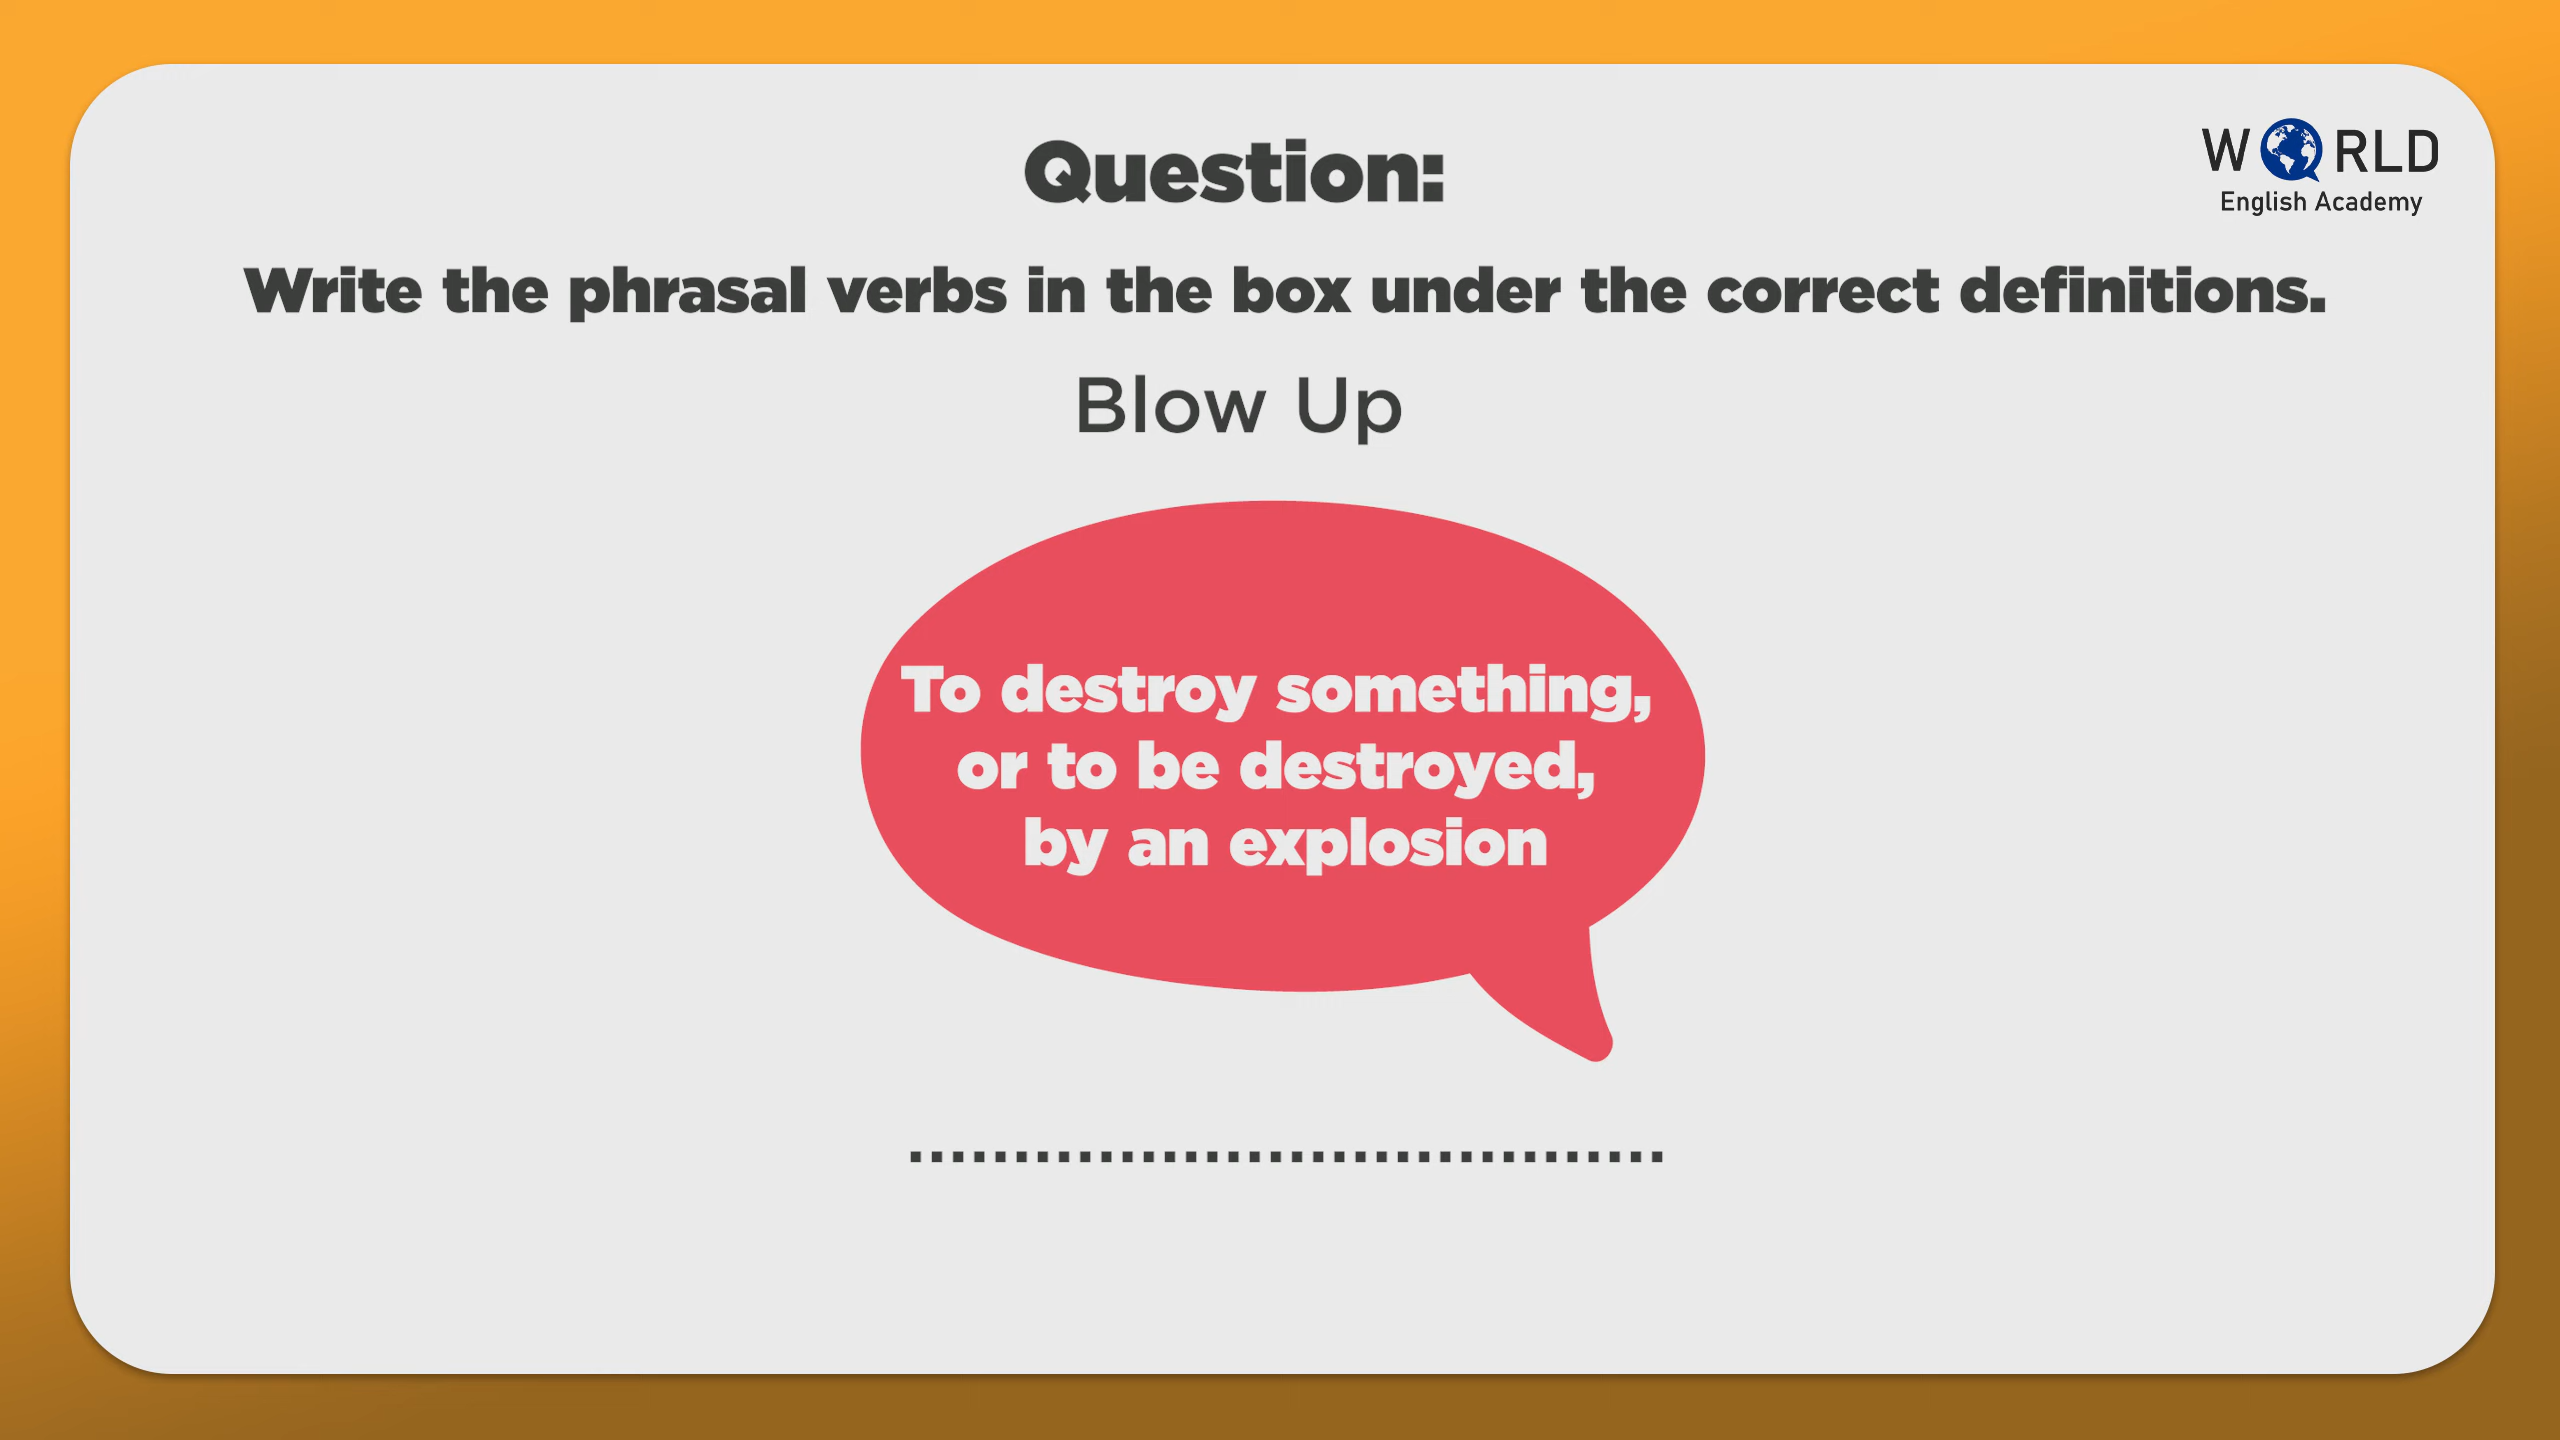 Question:
W RLD
English Academy
Write the phrasal verbs in the box under the correct definitions.
Blow Up
To destroy something,
or to be destroyed,
by an explosion
....................................